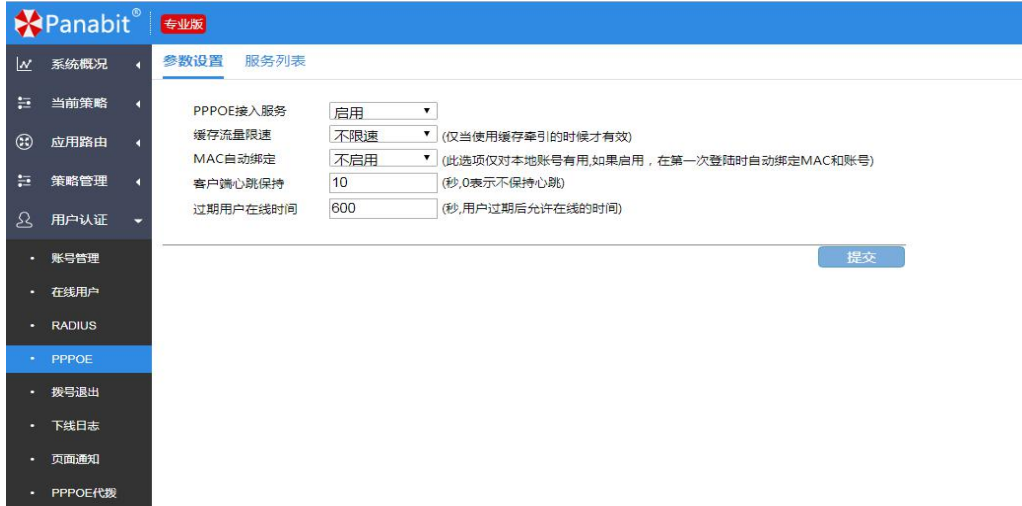 Panabit® 专业版
系统概况
当前策略
应用路由
策略管理
用户认证
账号管理
在线用户
RADIUS
PPPOE
拨号退出
下线日志
页面通知
PPPOE代拨
参数设置 服务列表
PPPOE接入服务 启用
缓存流量限速 不限速 (仅当使用缓存牵引的时候才有效)
MAC自动绑定 不启用 (此选项仅对本地账号有用,如果启用，在第一次登陆时自动绑定MAC和账号)
客户端心跳保持 10 (秒,0表示不保持心跳)
过期用户在线时间 600 (秒,用户过期后允许在线的时间)
提交